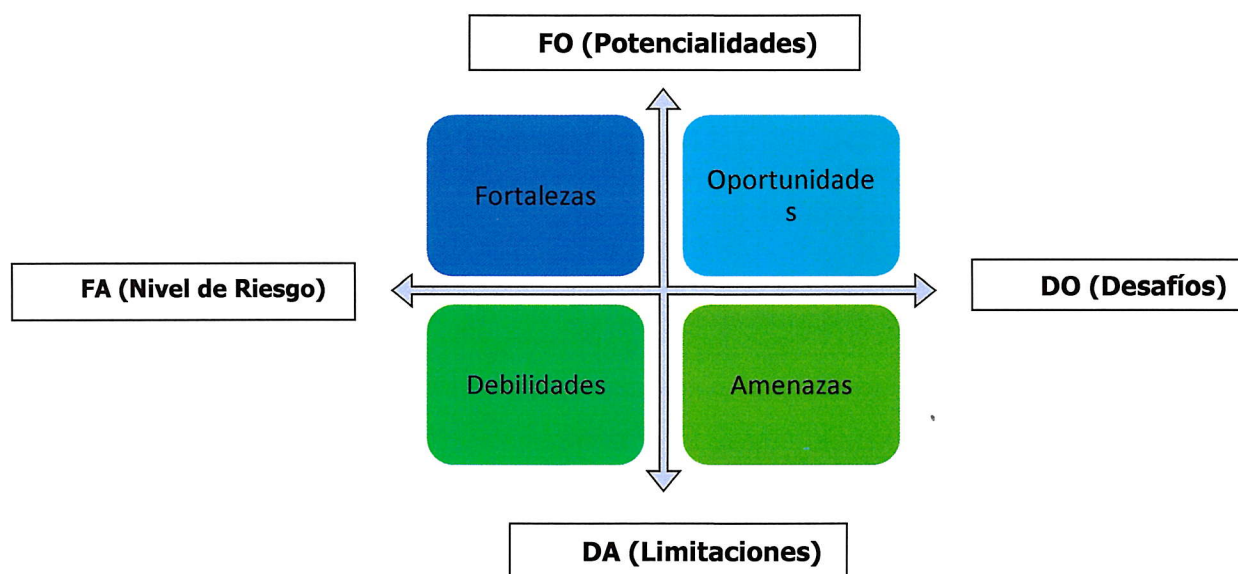 FO (Potencialidades)
Fortalezas
Oportunidade
s
FA (Nivel de Riesgo)
DO (Desafíos)
Debilidades
Amenazas
DA (Limitaciones)